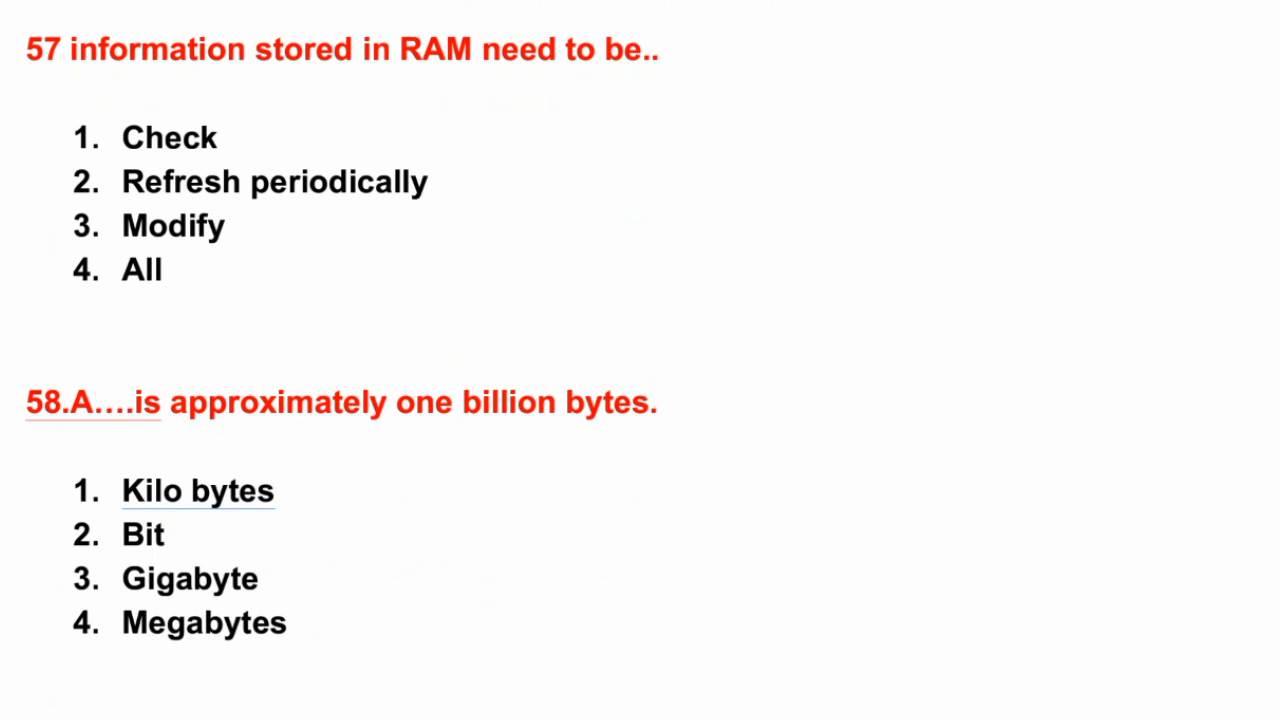 57 information stored in RAM need to be..
1. Check
2. Refresh periodically
3. Modify
4. All
58.A....is approximately one billion bytes.
1. Kilo bytes
2. Bit
3. Gigabyte
4. Megabytes